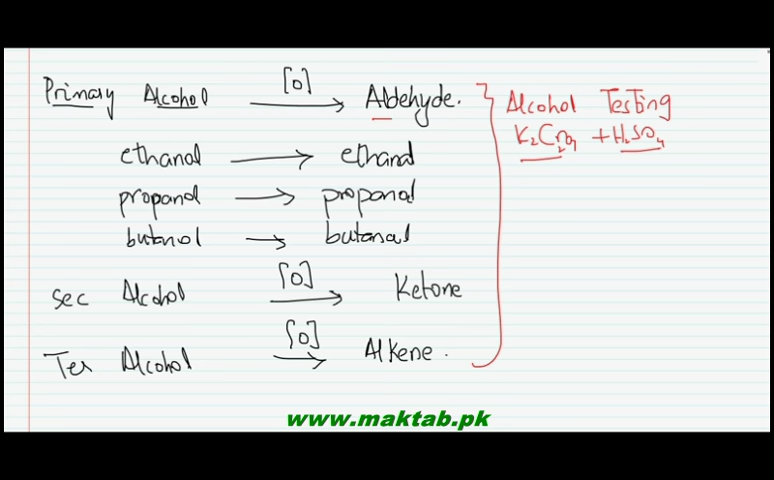 Primary Alcohol [O] → Aldehyde.
ethanol → ethanal
propanol → propanal
butanol → butanal
Sec Alcohol [O] → Ketone
Ter Alcohol [O] → Alkene.
Alcohol Testing
K₂Cr₂O₇ + H₂SO₄
www.maktab.pk